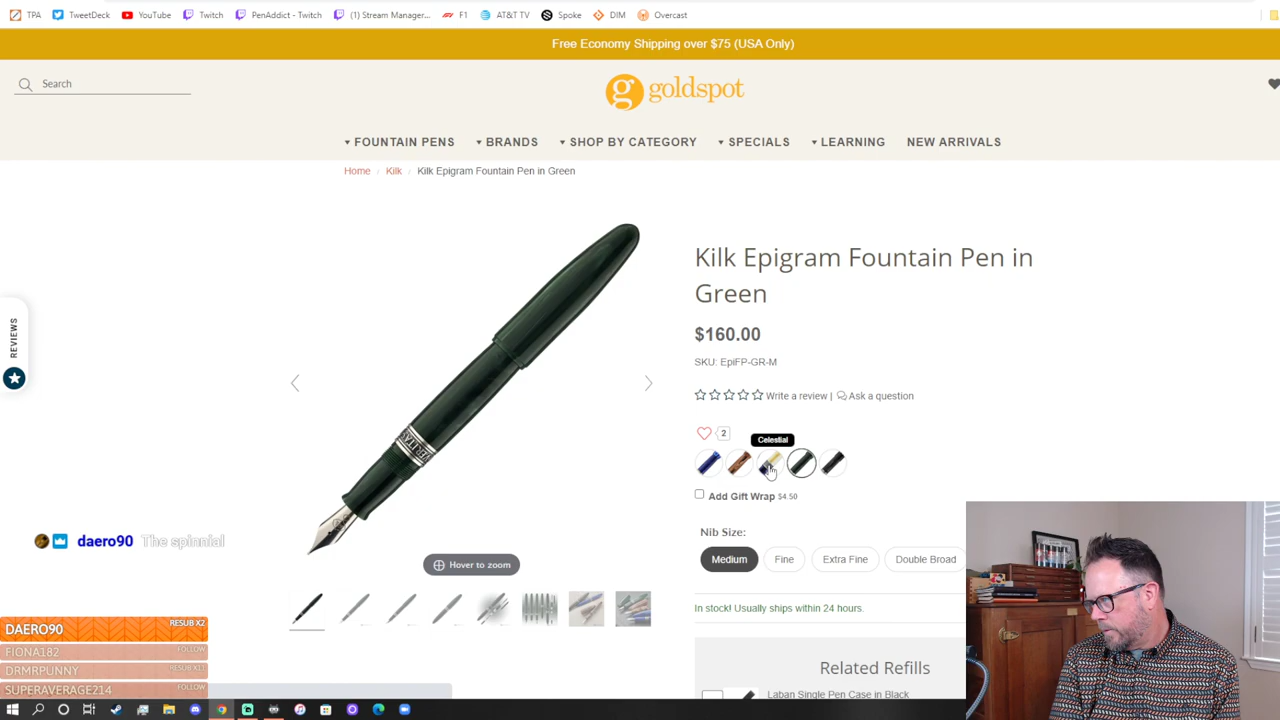 TPA TweetDeck YouTube Twitch PenAddict - Twitch (1) Stream Manager... F1 AT&T TV Spoke DIM Overcast
Free Economy Shipping over $75 (USA Only)
Search
g goldspot
FOUNTAIN PENS BRANDS SHOP BY CATEGORY SPECIALS LEARNING NEW ARRIVALS
Home / Kilk / Kilk Epigram Fountain Pen in Green
REVIEWS
Kilk Epigram Fountain Pen in
Green
$160.00
SKU: EpiFP-GR-M
Write a review | Ask a question
2
Celestial
VERITAS
Add Gift Wrap $4.50
Nib Size:
Medium Fine Extra Fine Double Broad
Hover to zoom
In stock! Usually ships within 24 hours.
Related Refills
Laban Single Pen Case in Black
daero90 The spinnial
DAERO90 RESUB X2
FIONA182 FOLLOW
DRMRPUNNY RESUB X11
SUPERAVERAGE214 FOLLOW